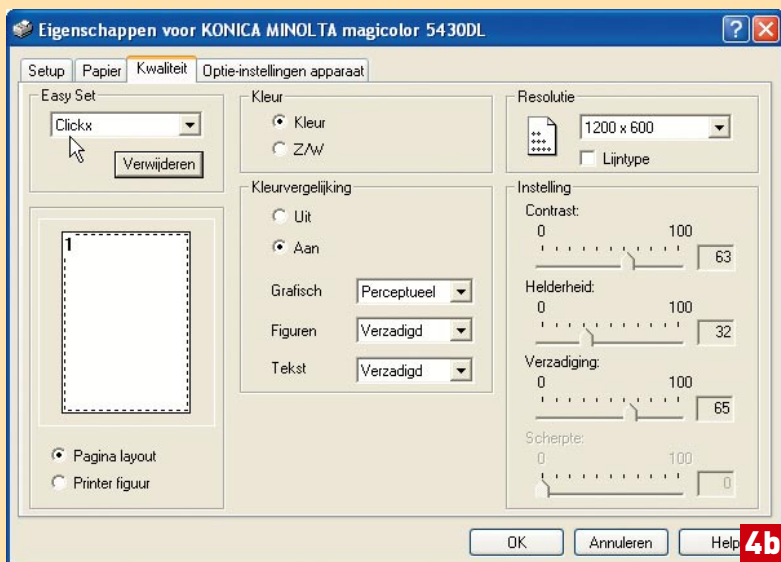 Eigenschappen voor KONICA MINOLTA magicolor 5430DL
Setup Papier Kwaliteit Optie-instellingen apparaat
Easy Set
Clickx
Verwijderen
1
Pagina layout
Printer figuur
Kleur
Kleur
Z/W
Kleurvergelijking
Uit
Aan
Grafisch Perceptueel
Figuren Verzadigd
Tekst Verzadigd
Resolutie
1200 x 600
Lijntype
Instelling
Contrast:
0 100
63
Helderheid:
0 100
32
Verzadiging:
0 100
65
Scherpte:
0 100
0
OK Annuleren Help
4b